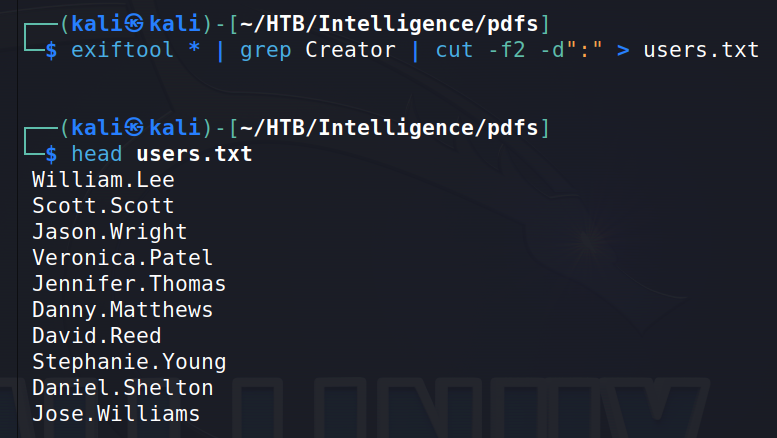 ┌──(kali㉿kali)-[~/HTB/Intelligence/pdfs]
└─$ exiftool * | grep Creator | cut -f2 -d":" > users.txt
┌──(kali㉿kali)-[~/HTB/Intelligence/pdfs]
└─$ head users.txt
William.Lee
Scott.Scott
Jason.Wright
Veronica.Patel
Jennifer.Thomas
Danny.Matthews
David.Reed
Stephanie.Young
Daniel.Shelton
Jose.Williams